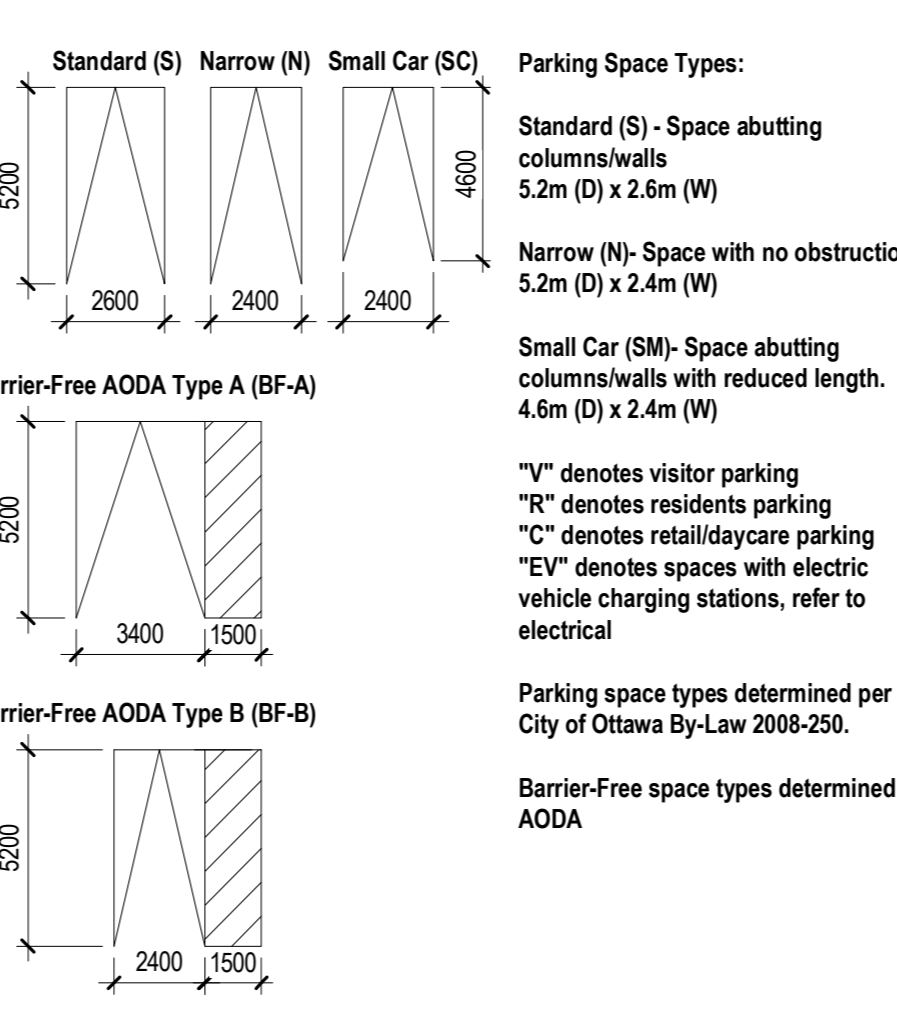 Standard (S) Narrow (N) Small Car (SC)
5200
4600
2600
2400
2400
rrier-Free AODA Type A (BF-A)
5200
3400
1500
rrier-Free AODA Type B (BF-B)
5200
2400
1500
Parking Space Types:
Standard (S) - Space abutting
columns/walls
5.2m (D) x 2.6m (W)
Narrow (N)- Space with no obstructio
5.2m (D) x 2.4m (W)
Small Car (SM)- Space abutting
columns/walls with reduced length.
4.6m (D) x 2.4m (W)
"V" denotes visitor parking
"R" denotes residents parking
"C" denotes retail/daycare parking
"EV" denotes spaces with electric
vehicle charging stations, refer to
electrical
Parking space types determined per
City of Ottawa By-Law 2008-250.
Barrier-Free space types determined
AODA